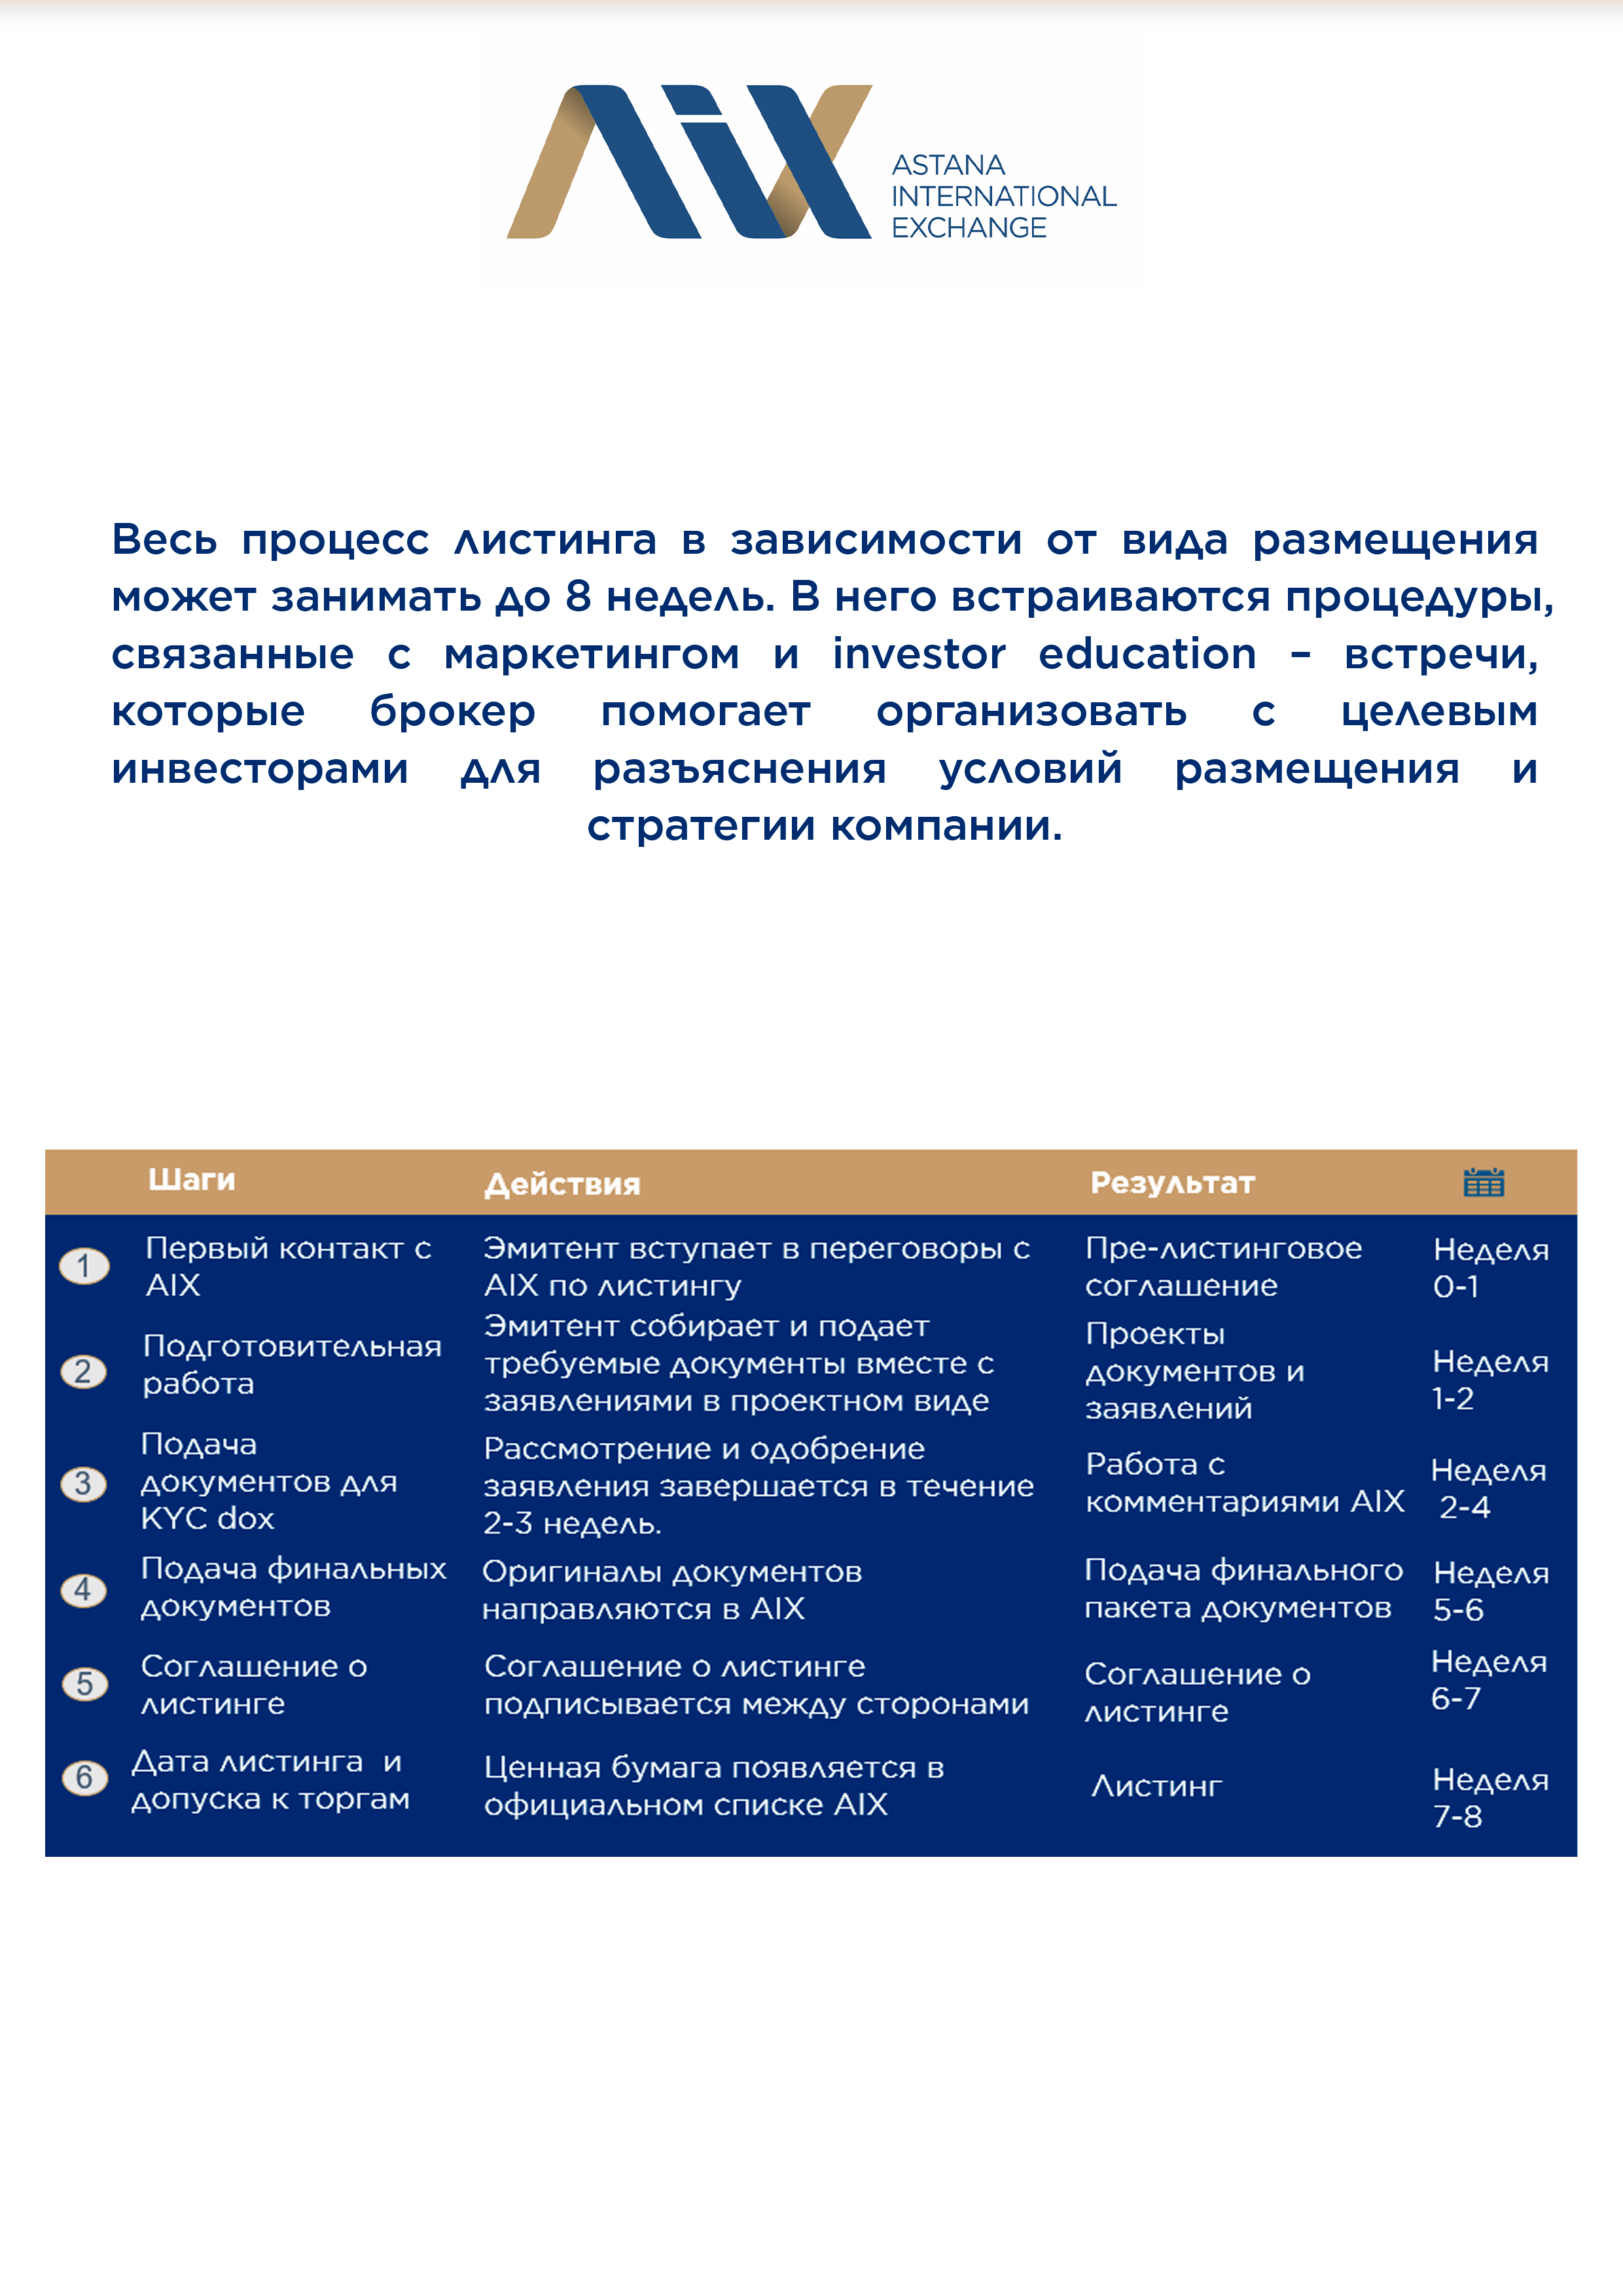 AIX
ASTANA
INTERNATIONAL
EXCHANGE
Весь процесс листинга в зависимости от вида размещения
может занимать до 8 недель. В него встраиваются процедуры,
связанные с маркетингом и investor education – встречи,
которые брокер помогает организовать с целевым
инвесторами для разъяснения условий размещения и
стратегии компании.
Шаги
Действия
Результат
1
Первый контакт с
AIX
Эмитент вступает в переговоры с
AIX по листингу
Пре-листинговое
соглашение
Неделя
0-1
2
Подготовительная
работа
Эмитент собирает и подает
требуемые документы вместе с
заявлениями в проектном виде
Проекты
документов и
заявлений
Неделя
1-2
3
Подача
документов для
KYC dox
Рассмотрение и одобрение
заявления завершается в течение
2-3 недель.
Работа с
комментариями AIX
Неделя
2-4
4
Подача финальных
документов
Оригиналы документов
направляются в AIX
Подача финального
пакета документов
Неделя
5-6
5
Соглашение о
листинге
Соглашение о листинге
подписывается между сторонами
Соглашение о
листинге
Неделя
6-7
6
Дата листинга и
допуска к торгам
Ценная бумага появляется в
официальном списке AIX
Листинг
Неделя
7-8